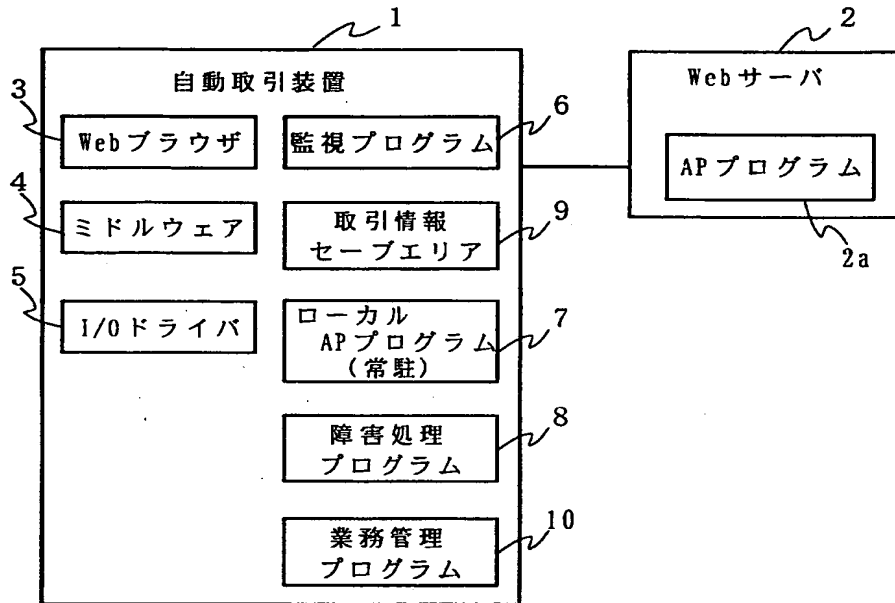 1
自動取引装置
3
Webブラウザ
4
ミドルウェア
5
I/Oドライバ
6
監視プログラム
9
取引情報
セーブエリア
7
ローカル
APプログラム
(常駐)
8
障害処理
プログラム
10
業務管理
プログラム
2
Webサーバ
APプログラム
2a